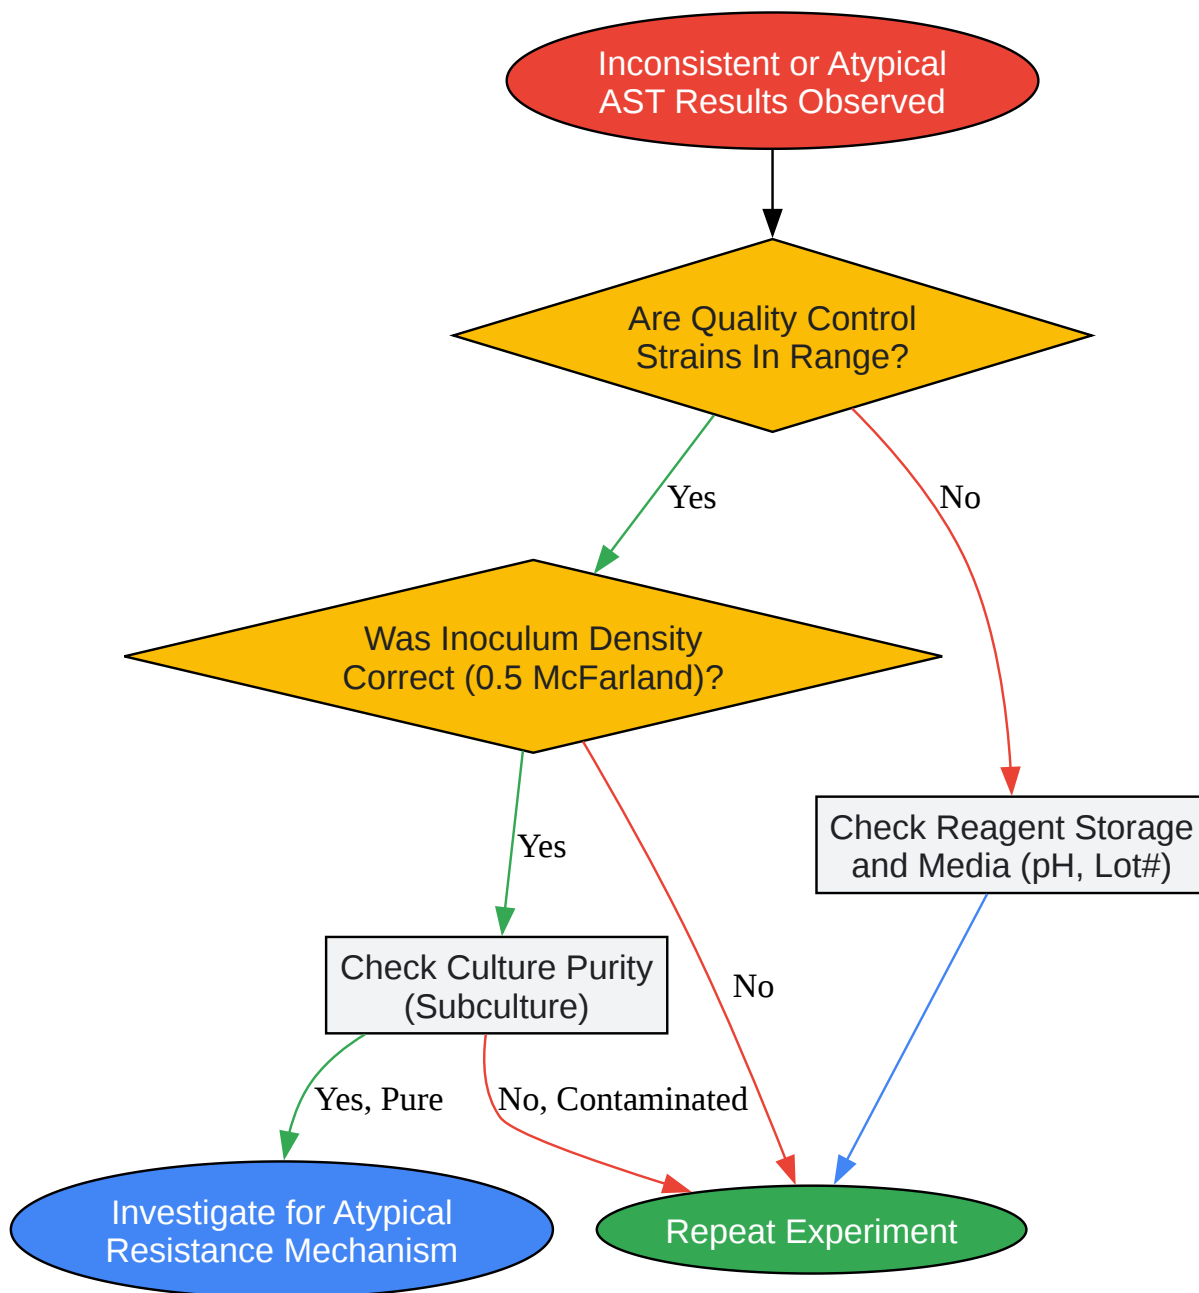 Inconsistent or Atypical
AST Results Observed
Are Quality Control
Strains In Range?
Yes
No
Was Inoculum Density
Correct (0.5 McFarland)?
Check Reagent Storage
and Media (pH, Lot#)
Yes
No
Check Culture Purity
(Subculture)
Yes, Pure
No, Contaminated
Investigate for Atypical
Resistance Mechanism
Repeat Experiment